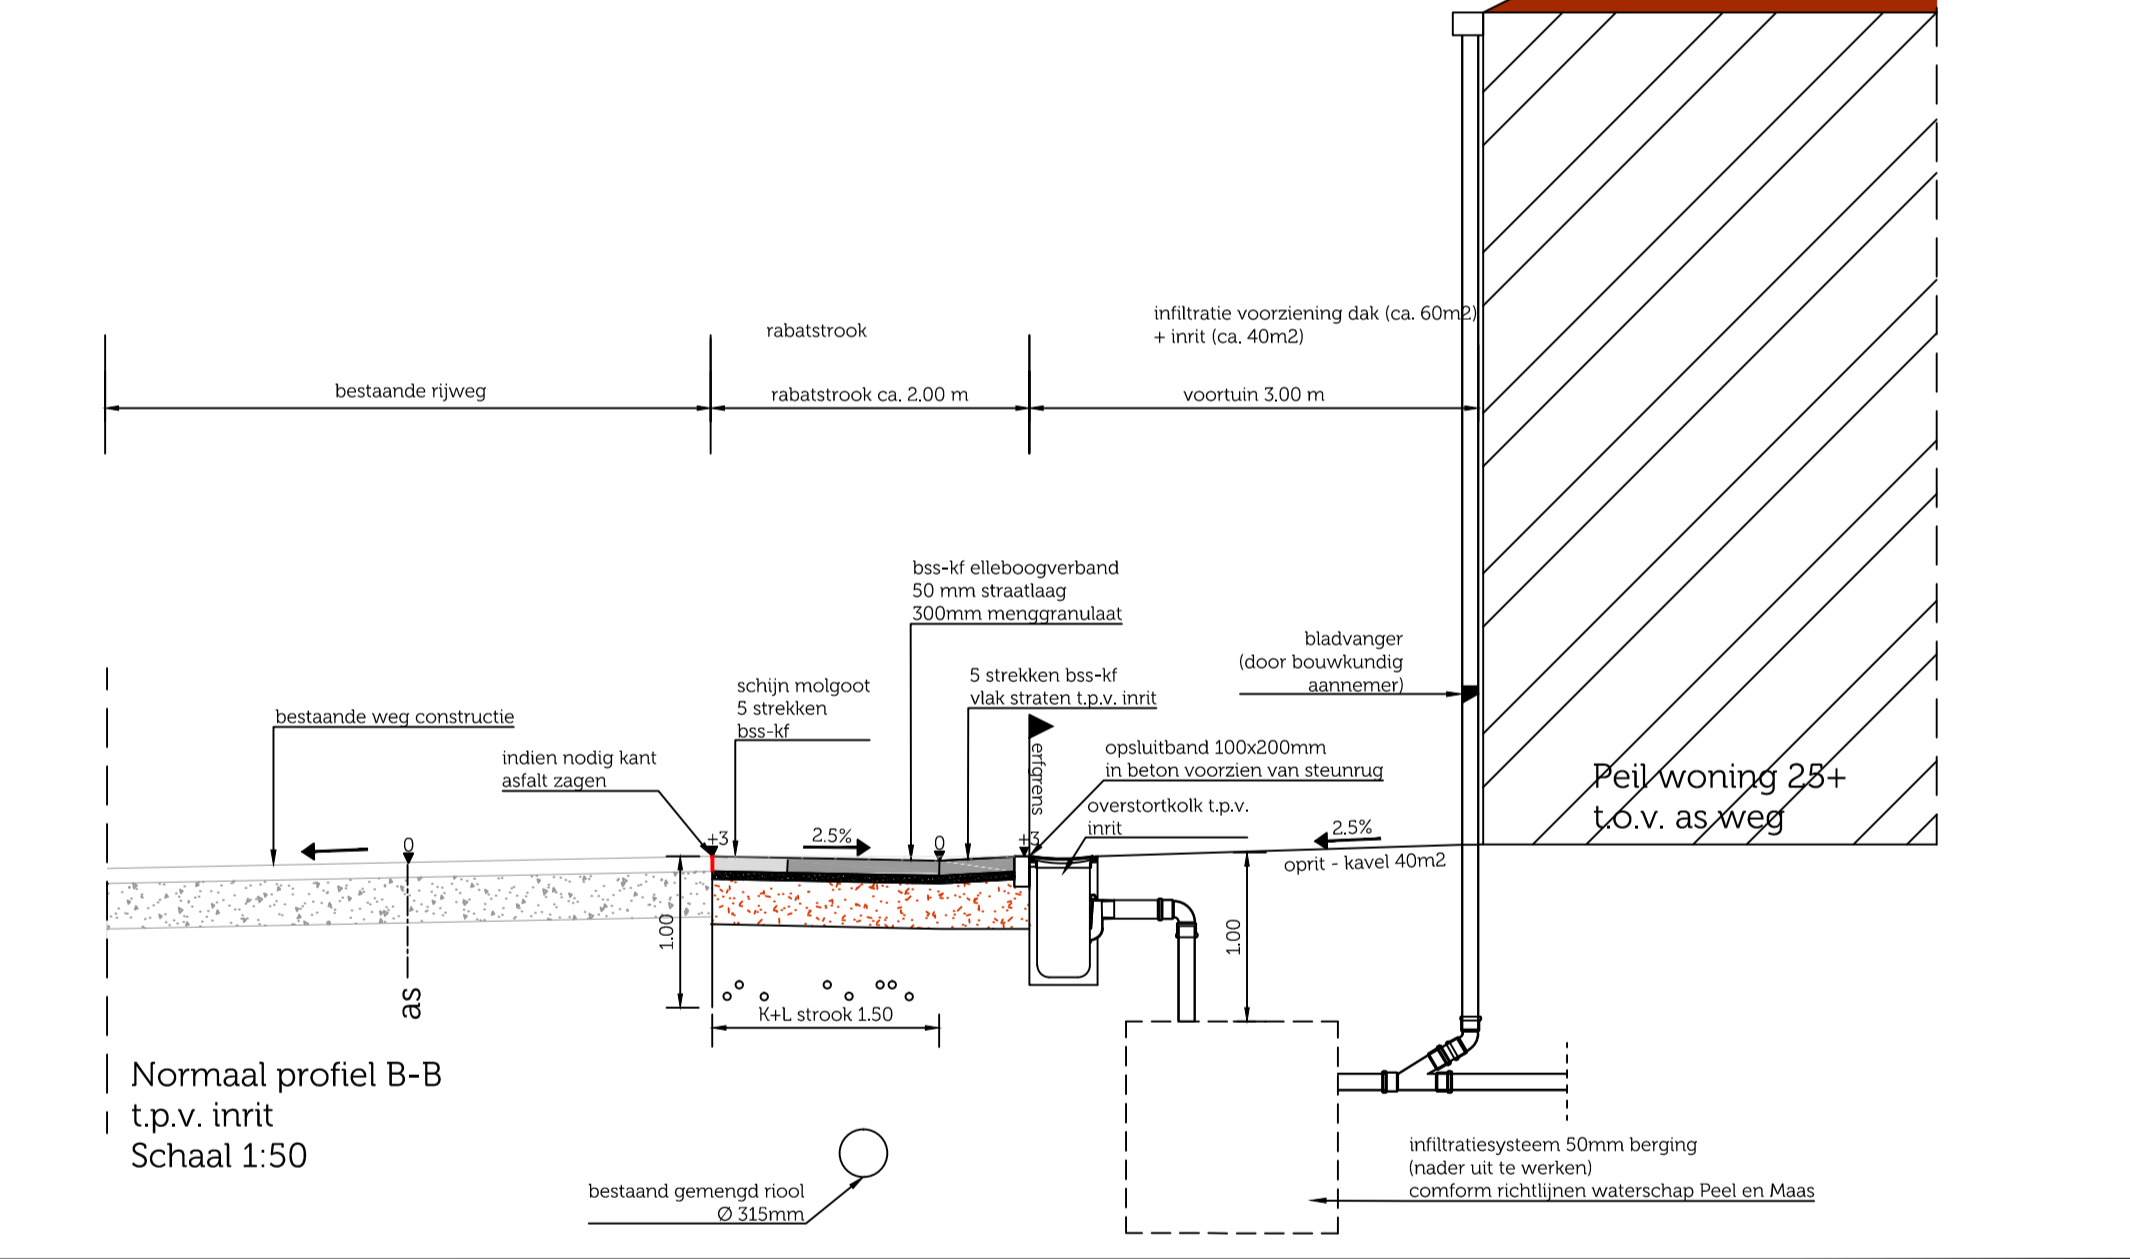 infiltratie voorziening dak (ca. 60m2)
+ inrit (ca. 40m2)
rabatstrook
bestaande rijweg
rabatstrook ca. 2.00 m
voortuin 3.00 m
bss-kf elleboogverband
50 mm straatlaag
300mm menggranulaat
bladvanger
(door bouwkundig
aannemer)
5 strekken bss-kf
vlak straten t.p.v. inrit
schijn molgoot
5 strekken
bss-kf
bestaande weg constructie
indien nodig kant
asfalt zagen
erfgrens
opsluitband 100x200mm
in beton voorzien van steunrug
overstortkolk t.p.v.
inrit
Peil woning 25+
t.o.v. as weg
0
+3
2.5%
0
+3
2.5%
oprit - kavel 40m2
1.00
1.00
as
K+L strook 1.50
Normaal profiel B-B
t.p.v. inrit
Schaal 1:50
bestaand gemengd riool
Ø 315mm
infiltratiesysteem 50mm berging
(nader uit te werken)
comform richtlijnen waterschap Peel en Maas